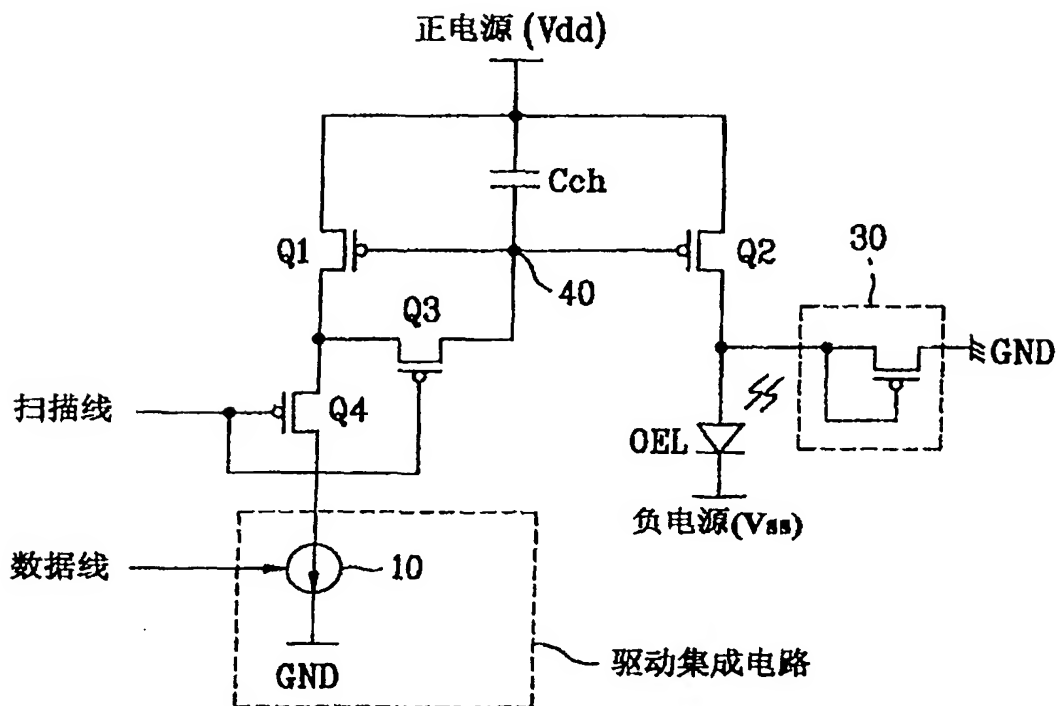 正电源 (Vdd)
Cch
Q1
Q2
30
40
Q3
GND
扫描线
Q4
OEL
负电源(Vss)
数据线
10
GND
驱动集成电路